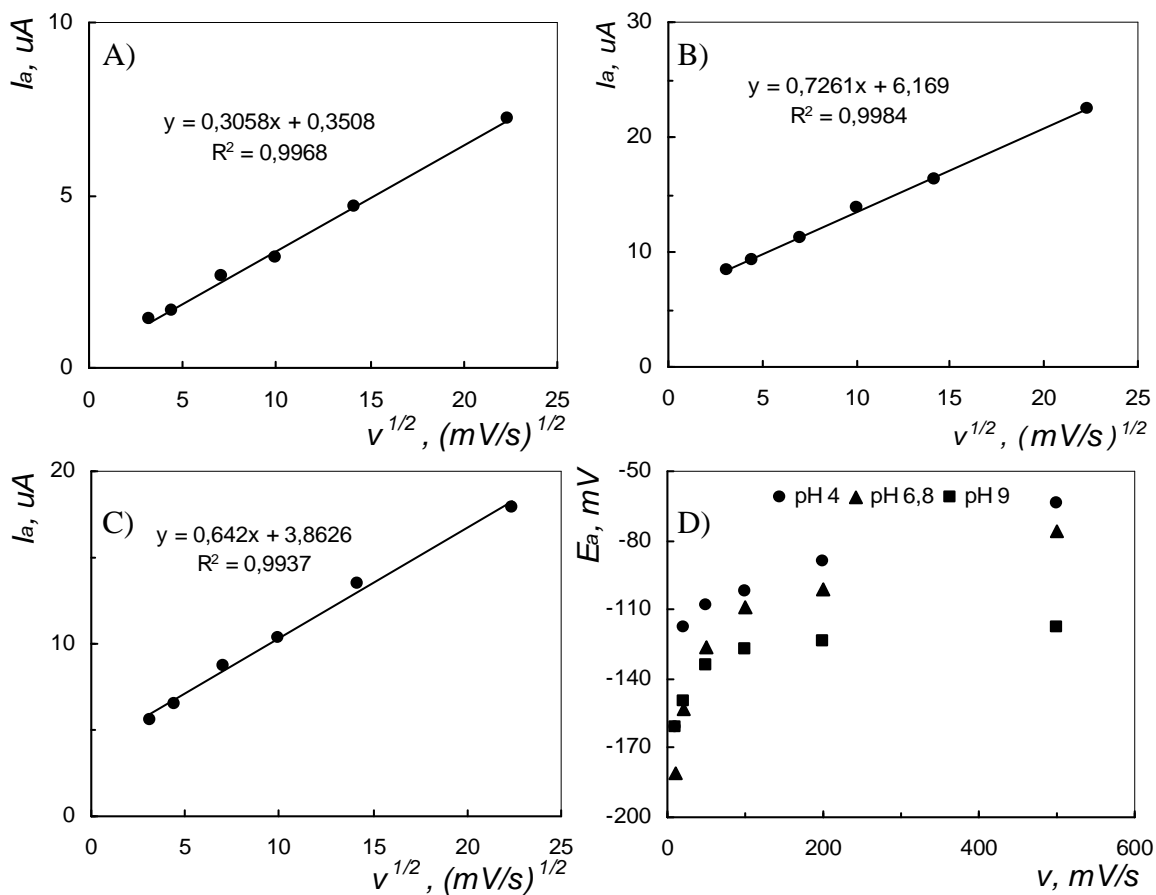 A)
I a, uA
10
5
0
y = 0,3058x + 0,3508
R² = 0,9968
0 5 10 15 20 25
v 1/2 , (mV/s) 1/2
B)
I a, uA
30
20
10
0
y = 0,7261x + 6,169
R² = 0,9984
0 5 10 15 20 25
v 1/2 , (mV/s) 1/2
C)
I a, uA
20
10
0
y = 0,642x + 3,8626
R² = 0,9937
0 5 10 15 20 25
v 1/2 , (mV/s) 1/2
D)
E a, mV
-50
-80
-110
-140
-170
-200
pH 4 pH 6,8 pH 9
0 200 400 600
v, mV/s